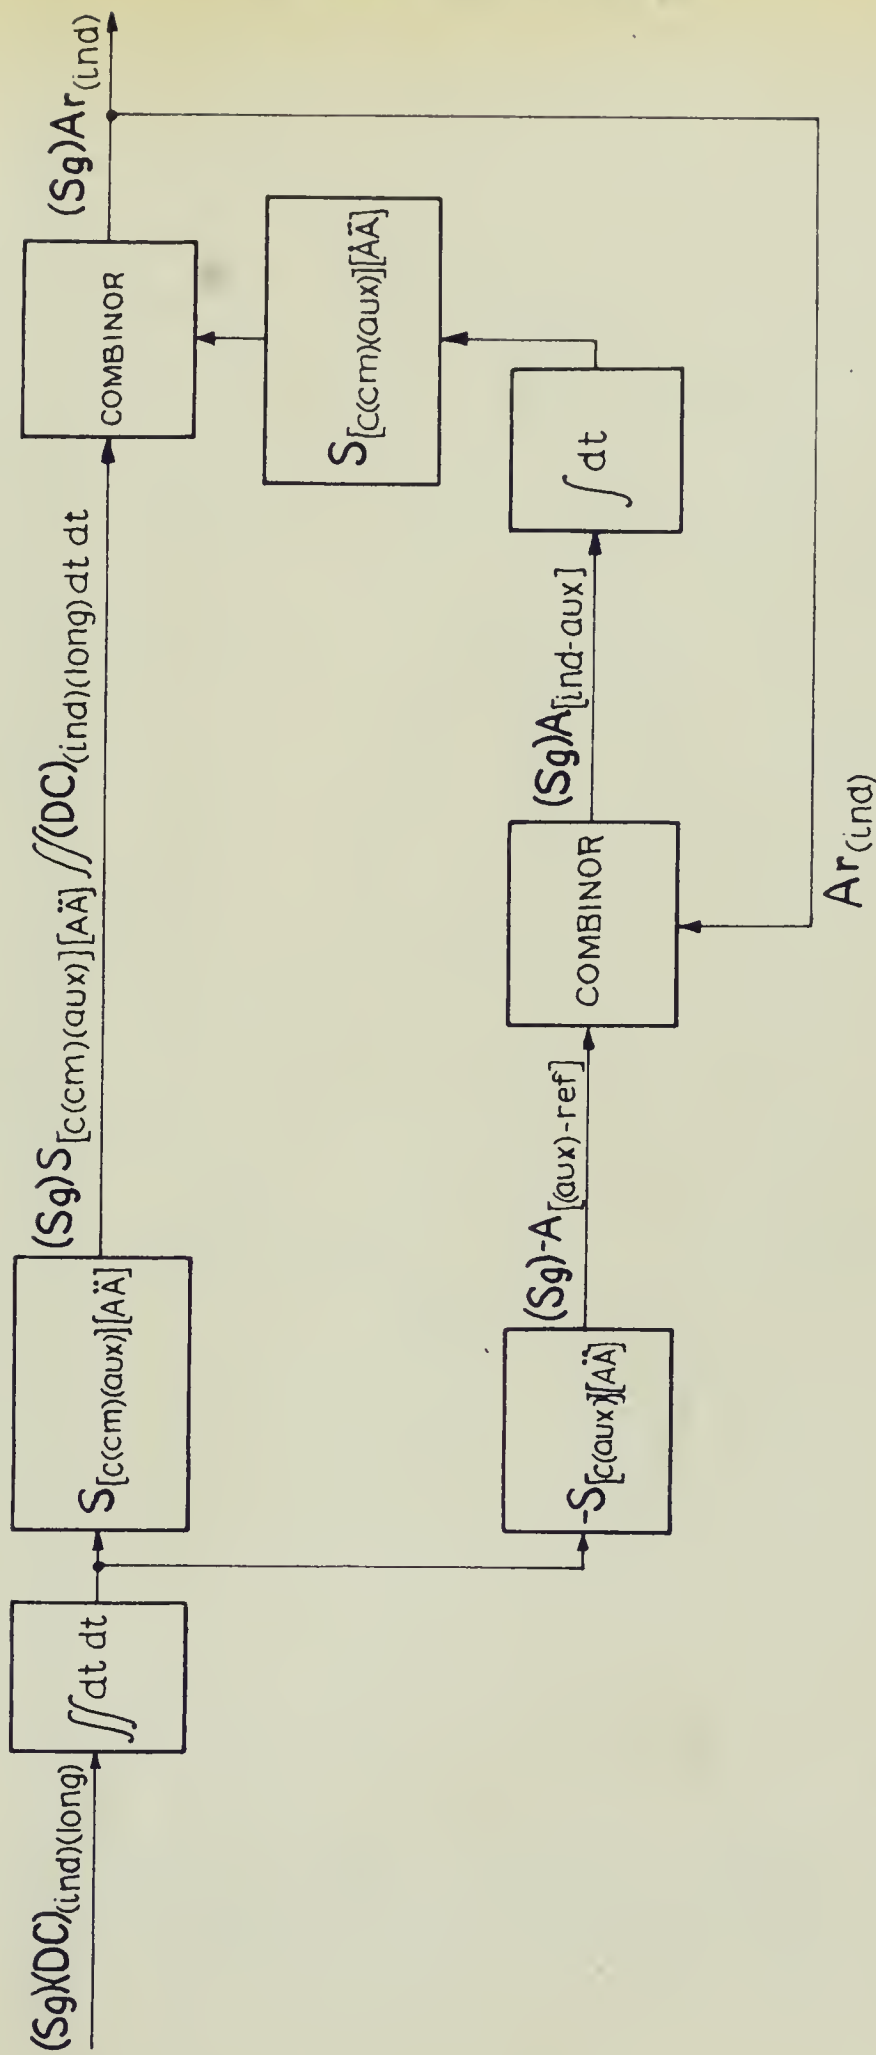 (Sg)(DC)(ind)(long)
∬dt dt
S[c(cm)(aux)][AÄ]
(Sg)S[c(cm)(aux)][AÄ]∬(DC)(ind)(long) dt dt
COMBINOR
(Sg)Ar(ind)
S[c(cm)(aux)][ȦÄ]
∫dt
-S[c(aux)][AÄ]
(Sg)-A[(aux)-ref]
COMBINOR
(Sg)A[ind-aux]
Ar(ind)